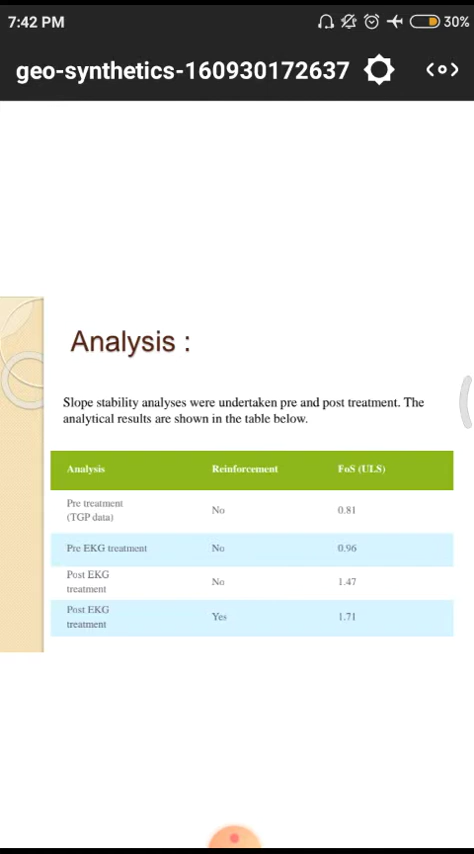 7:42 PM
30%
geo-synthetics-160930172637
Analysis :
Slope stability analyses were undertaken pre and post treatment. The
analytical results are shown in the table below.
Analysis Reinforcement FoS (ULS)
Pre treatment
(TGP data) No 0.81
Pre EKG treatment No 0.96
Post EKG
treatment No 1.47
Post EKG
treatment Yes 1.71